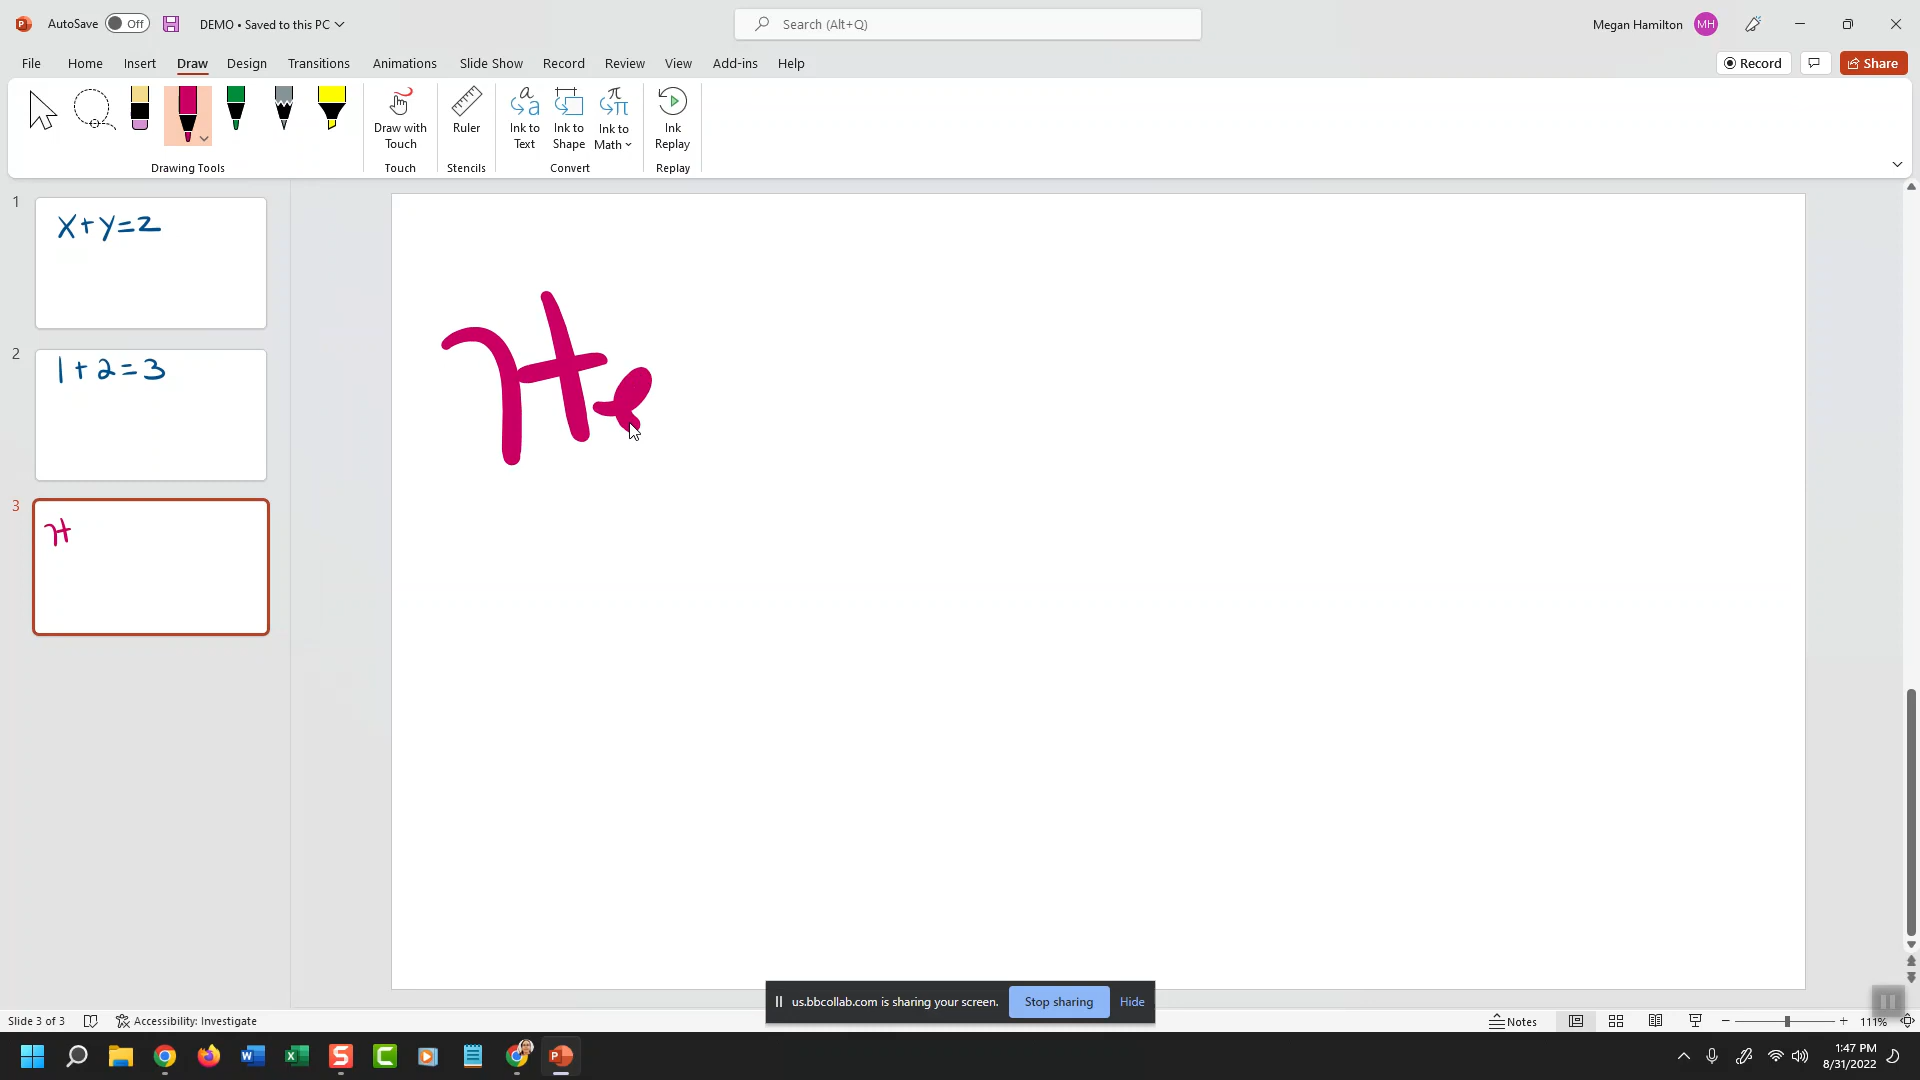 AutoSave Off DEMO • Saved to this PC Search (Alt+Q) Megan Hamilton MH
File Home Insert Draw Design Transitions Animations Slide Show Record Review View Add-ins Help Record Share
Draw with Touch
Ruler
Ink to Text
Ink to Shape
Ink to Math
Ink Replay
Drawing Tools Touch Stencils Convert Replay
1
x+y=2
2
1+2=3
3
H
He
us.bbcollab.com is sharing your screen. Stop sharing Hide
Slide 3 of 3 Accessibility: Investigate Notes 111%
1:47 PM
8/31/2022